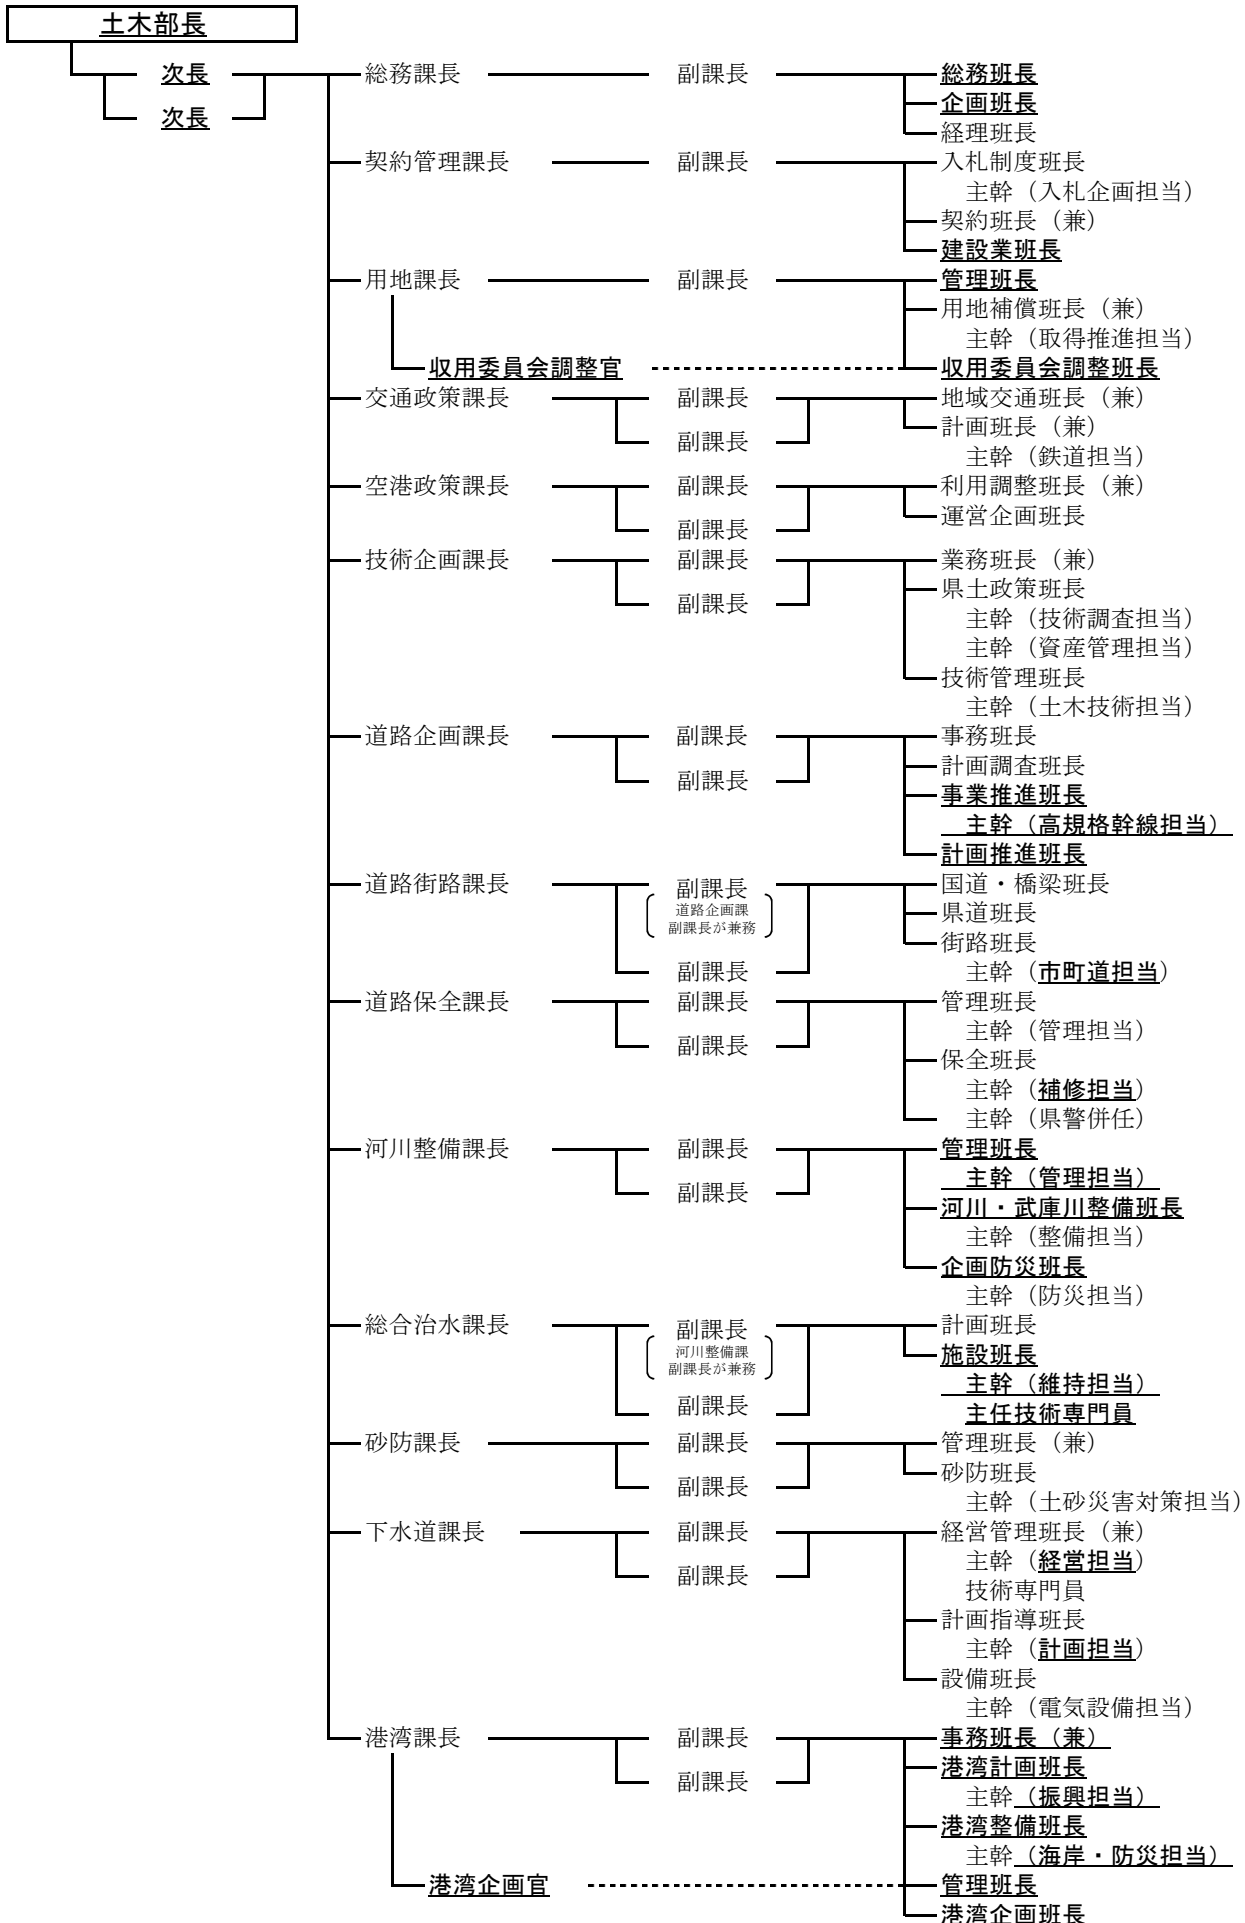 土木部長
次長 総務課長 副課長 総務班長
企画班長
次長
経理班長
契約管理課長 副課長 入札制度班長
主幹（入札企画担当）
契約班長（兼）
建設業班長
用地課長 副課長 管理班長
用地補償班長（兼）
主幹（取得推進担当）
収用委員会調整官 収用委員会調整班長
交通政策課長 副課長 地域交通班長（兼）
計画班長（兼）
副課長
主幹（鉄道担当）
空港政策課長 副課長 利用調整班長（兼）
運営企画班長
副課長
技術企画課長 副課長 業務班長（兼）
県土政策班長
副課長
主幹（技術調査担当）
主幹（資産管理担当）
技術管理班長
主幹（土木技術担当）
道路企画課長 副課長 事務班長
計画調査班長
副課長
事業推進班長
主幹（高規格幹線担当）
計画推進班長
道路街路課長 副課長 国道・橋梁班長
道路企画課 県道班長
副課長が兼務
街路班長
副課長 主幹（市町道担当）
道路保全課長 副課長 管理班長
主幹（管理担当）
副課長
保全班長
主幹（補修担当）
主幹（県警併任）
河川整備課長 副課長 管理班長
主幹（管理担当）
副課長
河川・武庫川整備班長
主幹（整備担当）
企画防災班長
主幹（防災担当）
総合治水課長 副課長 計画班長
河川整備課 施設班長
副課長が兼務
主幹（維持担当）
副課長 主任技術専門員
砂防課長 副課長 管理班長（兼）
砂防班長
副課長
主幹（土砂災害対策担当）
下水道課長 副課長 経営管理班長（兼）
主幹（経営担当）
副課長
技術専門員
計画指導班長
主幹（計画担当）
設備班長
主幹（電気設備担当）
港湾課長 副課長 事務班長（兼）
港湾計画班長
副課長
主幹（振興担当）
港湾整備班長
主幹（海岸・防災担当）
港湾企画官 管理班長
港湾企画班長